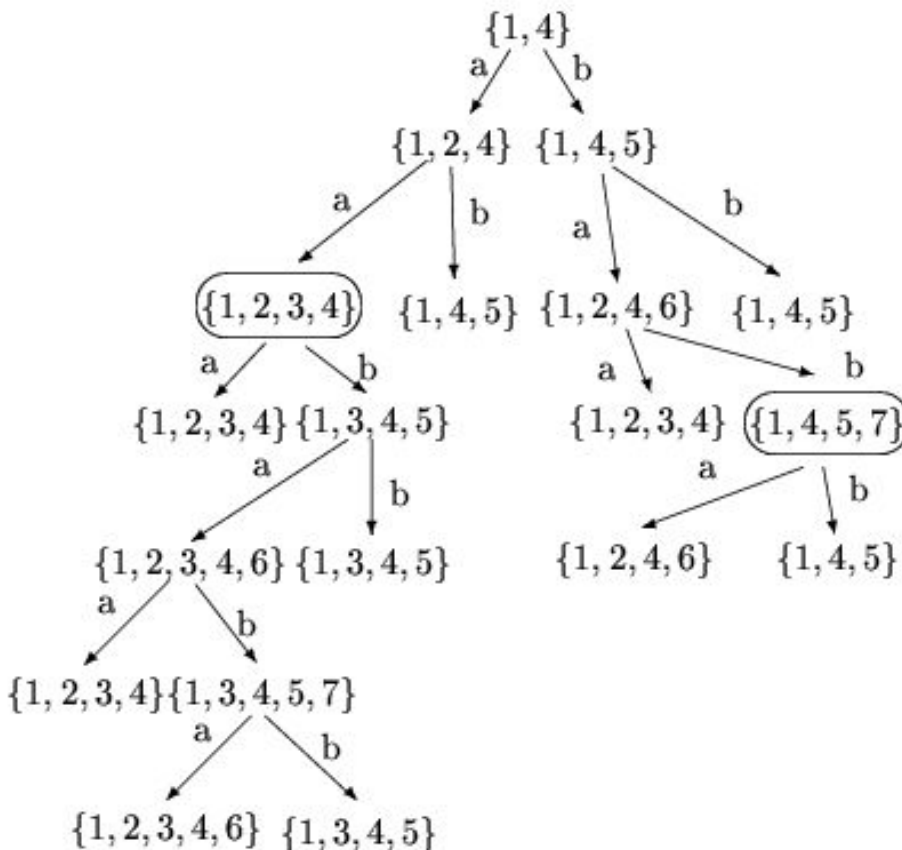 {1, 4}
a b
{1, 2, 4} {1, 4, 5}
a b a b
{1, 2, 3, 4} {1, 4, 5} {1, 2, 4, 6} {1, 4, 5}
a b a b
{1, 2, 3, 4} {1, 3, 4, 5} {1, 2, 3, 4} {1, 4, 5, 7}
a b a b
{1, 2, 3, 4, 6} {1, 3, 4, 5} {1, 2, 4, 6} {1, 4, 5}
a b
{1, 2, 3, 4} {1, 3, 4, 5, 7}
a b
{1, 2, 3, 4, 6} {1, 3, 4, 5}